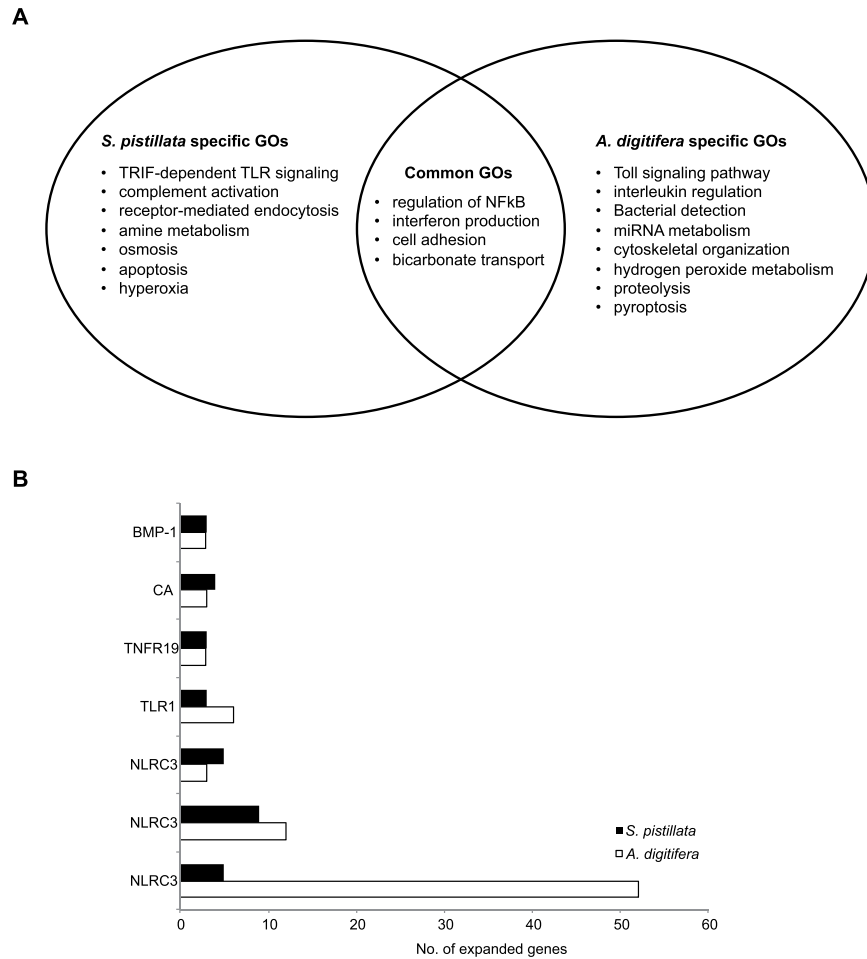 A
S. pistillata specific GOs
• TRIF-dependent TLR signaling
• complement activation
• receptor-mediated endocytosis
• amine metabolism
• osmosis
• apoptosis
• hyperoxia
Common GOs
• regulation of NFkB
• interferon production
• cell adhesion
• bicarbonate transport
A. digitifera specific GOs
• Toll signaling pathway
• interleukin regulation
• Bacterial detection
• miRNA metabolism
• cytoskeletal organization
• hydrogen peroxide metabolism
• proteolysis
• pyroptosis
B
BMP-1
CA
TNFR19
TLR1
NLRC3
NLRC3
NLRC3
S. pistillata
A. digitifera
0 10 20 30 40 50 60
No. of expanded genes